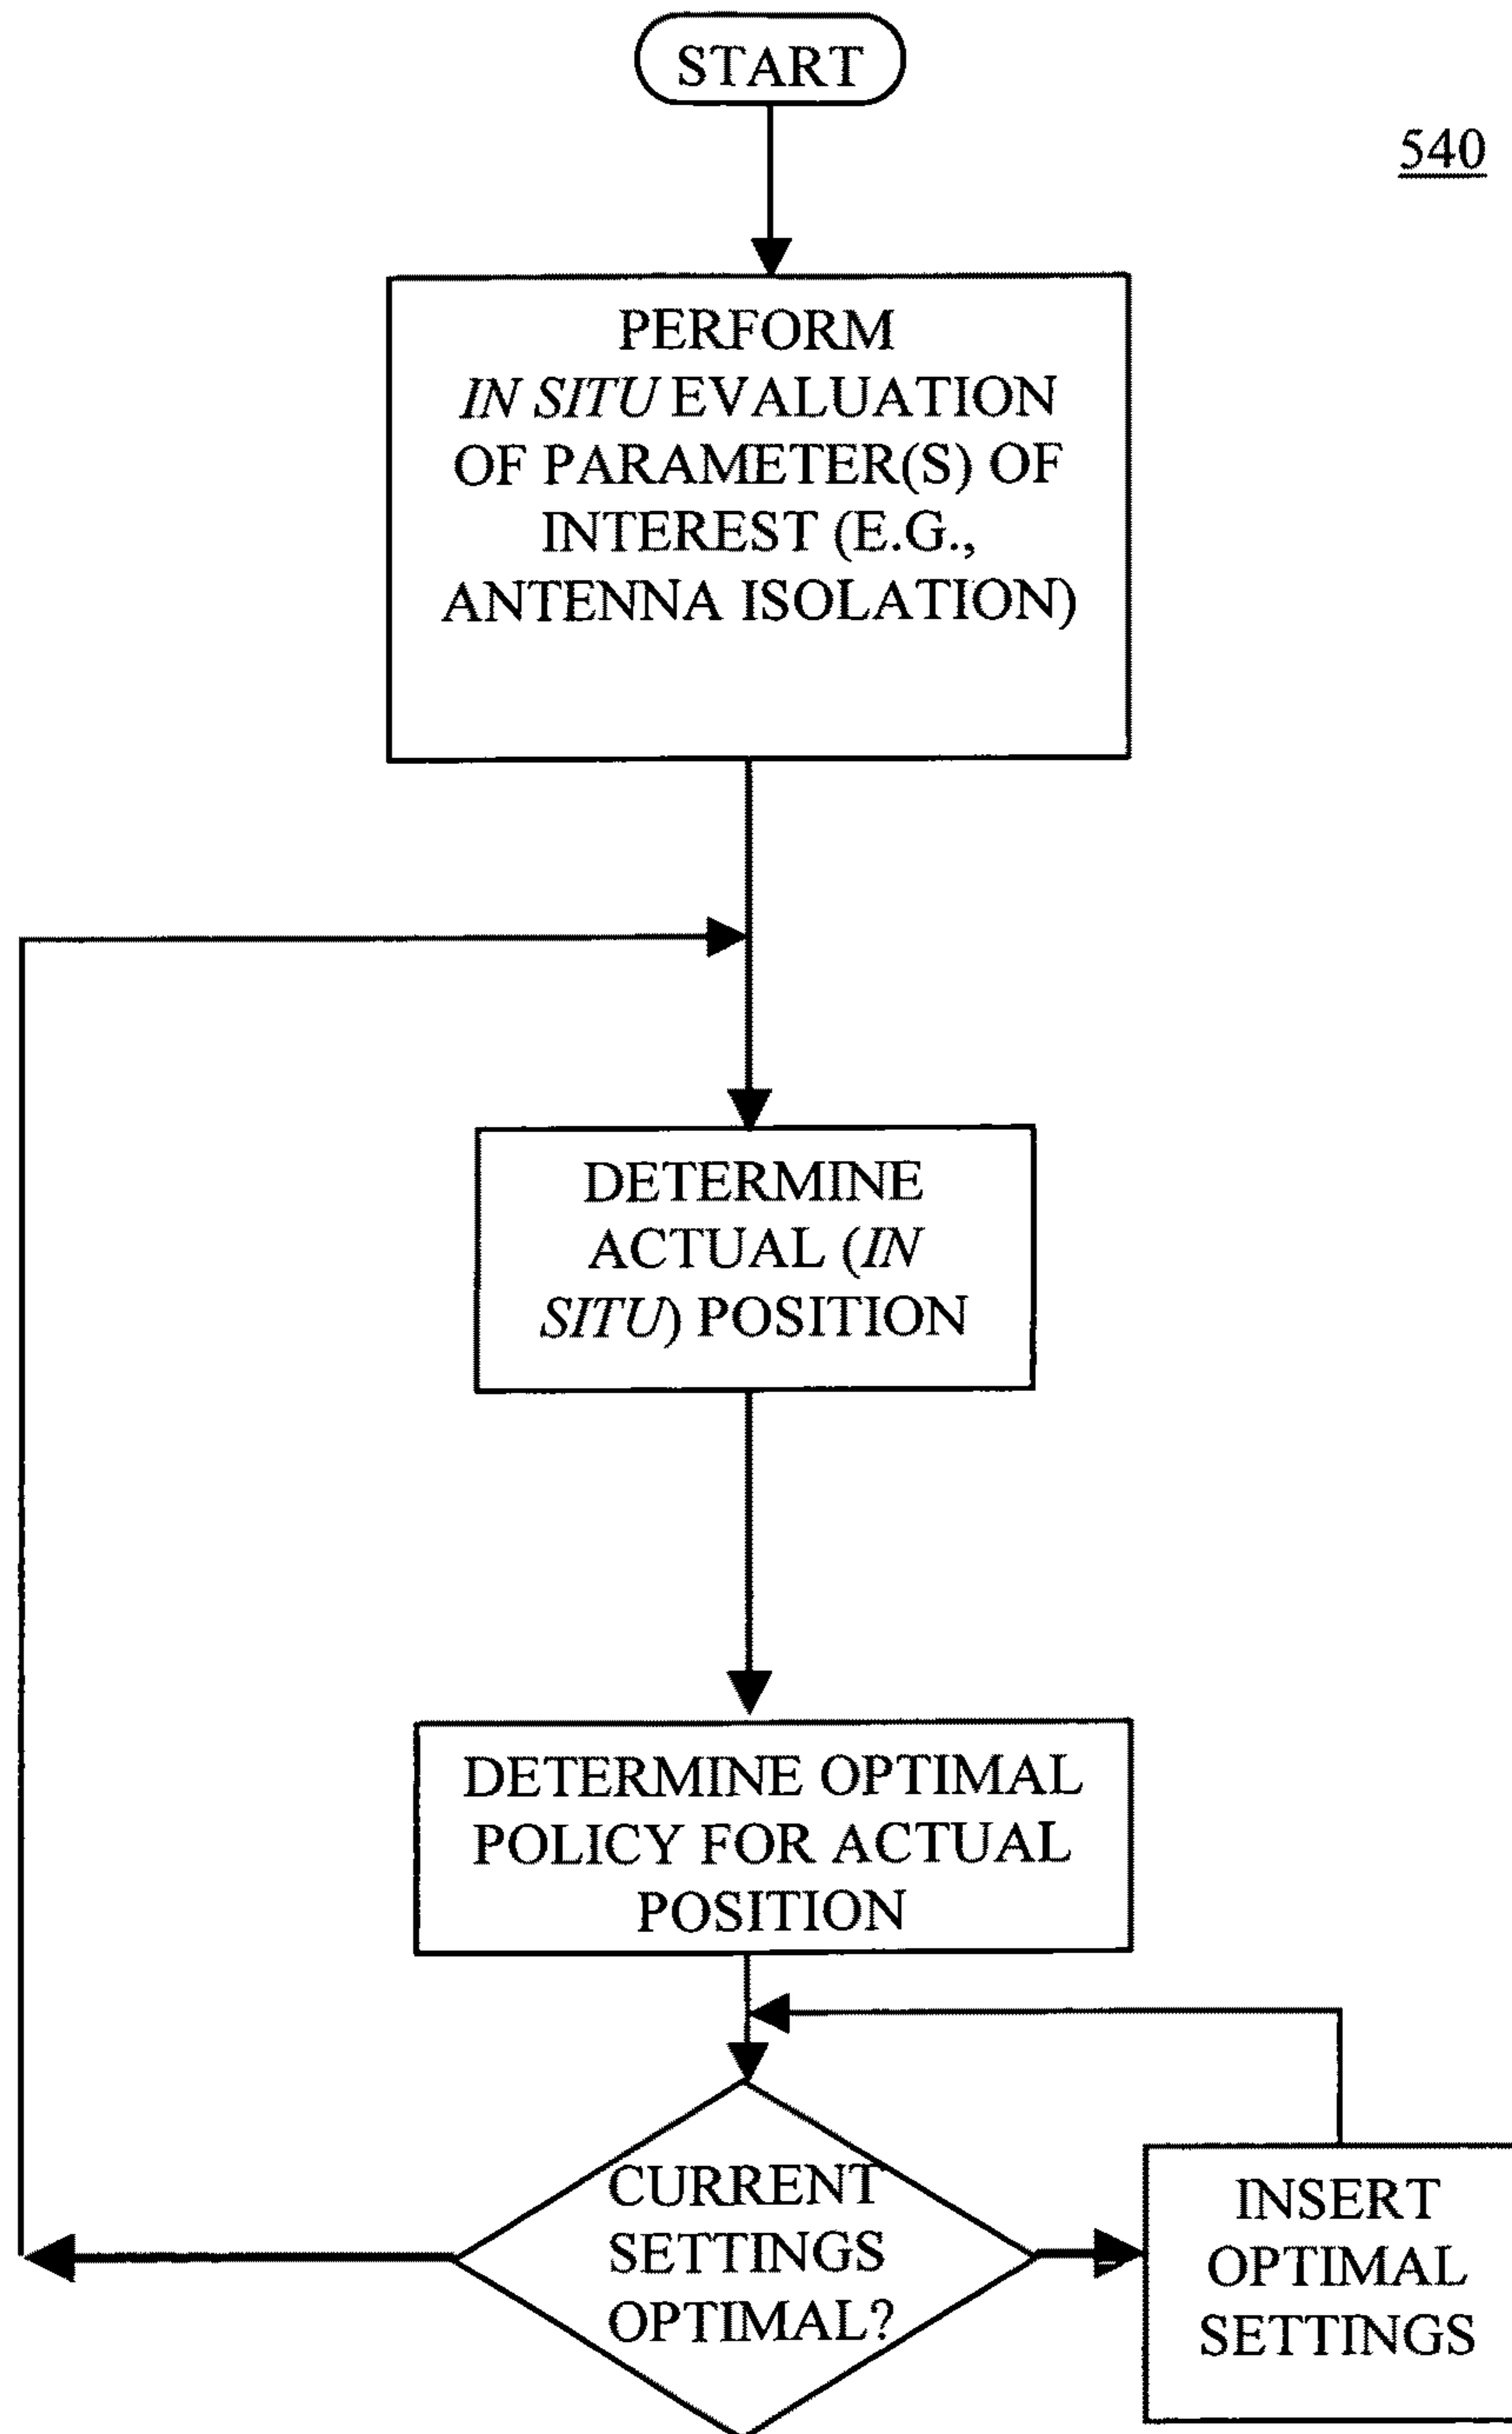 START
540
PERFORM
IN SITU EVALUATION
OF PARAMETER(S) OF
INTEREST (E.G.,
ANTENNA ISOLATION)
DETERMINE
ACTUAL (IN
SITU) POSITION
DETERMINE OPTIMAL
POLICY FOR ACTUAL
POSITION
CURRENT
SETTINGS
OPTIMAL?
INSERT
OPTIMAL
SETTINGS